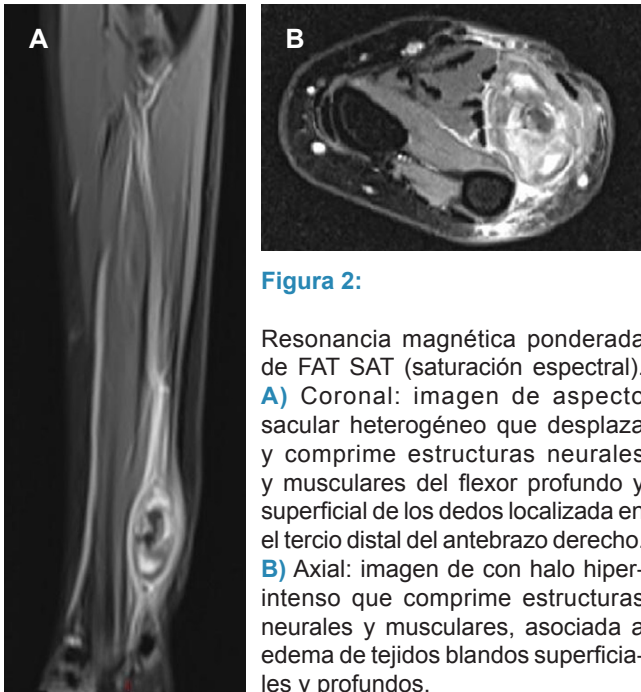 A
B
Figura 2:
Resonancia magnética ponderada
de FAT SAT (saturación espectral).
A) Coronal: imagen de aspecto
sacular heterogéneo que desplaza
y comprime estructuras neurales
y musculares del flexor profundo y
superficial de los dedos localizada en
el tercio distal del antebrazo derecho.
B) Axial: imagen de con halo hiper-
intenso que comprime estructuras
neurales y musculares, asociada a
edema de tejidos blandos superficia-
les y profundos.